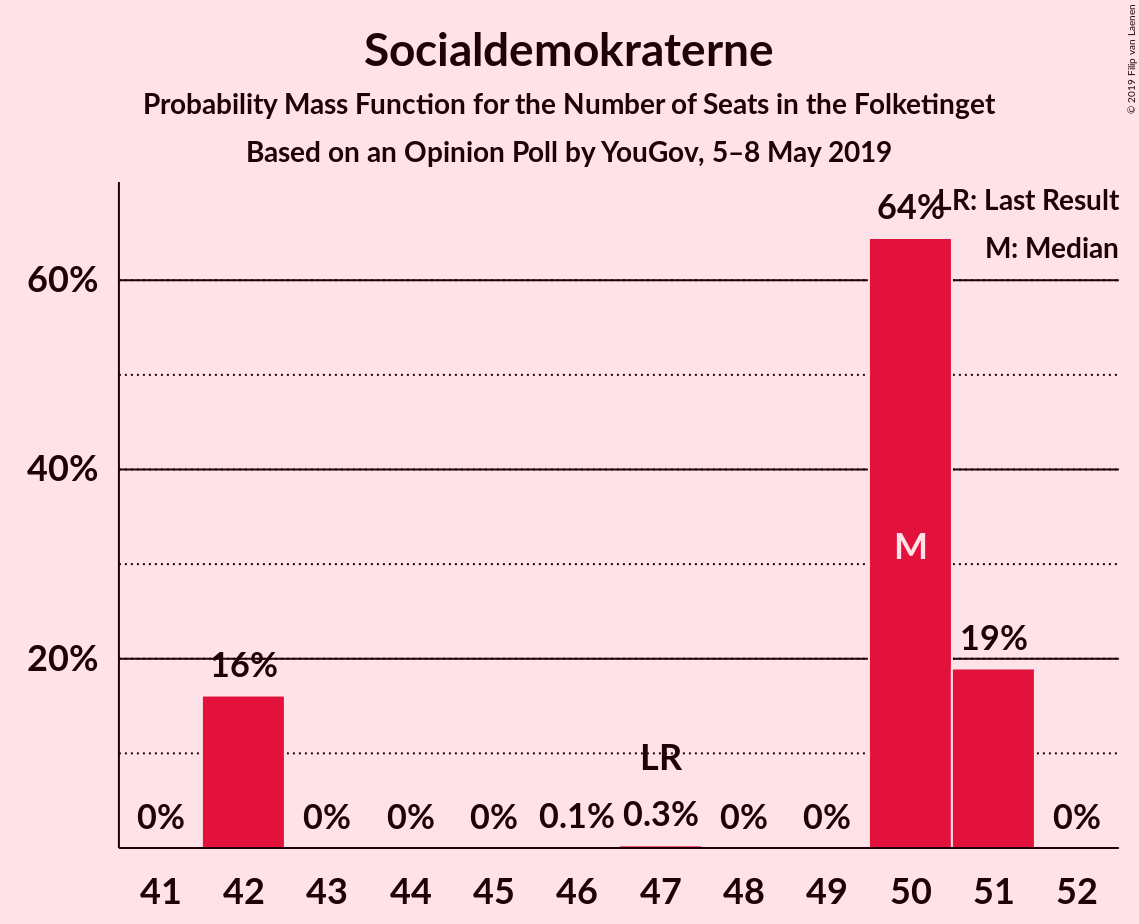 Socialdemokraterne
Probability Mass Function for the Number of Seats in the Folketinget
Based on an Opinion Poll by YouGov, 5–8 May 2019
© 2019 Filip van Laenen
LR: Last Result
M: Median
60%
40%
20%
0%
16%
0%
0%
0%
0.1%
LR
0.3%
0%
0%
64%
M
19%
0%
41 42 43 44 45 46 47 48 49 50 51 52